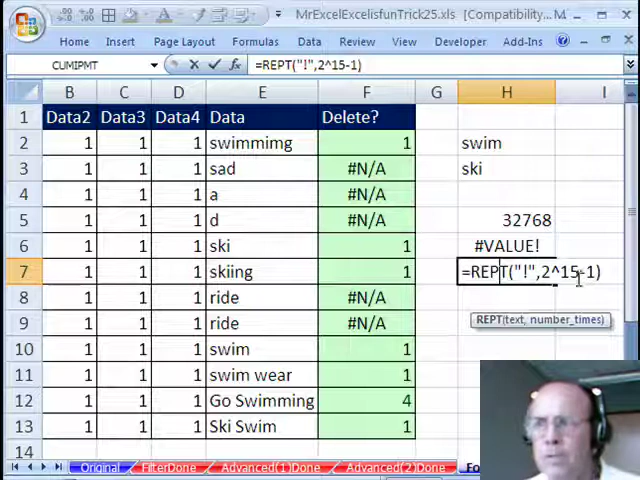 MrExcelExcelisfunTrick25.xls [Compatibility...
Home Insert Page Layout Formulas Data Review View Developer Add-Ins
CUMIPMT =REPT("!",2^15-1)
B C D E F G H I
1 Data2 Data3 Data4 Data Delete?
2 1 1 1 swimmimg 1 swim
3 1 1 1 sad #N/A ski
4 1 1 1 a #N/A
5 1 1 1 d #N/A 32768
6 1 1 1 ski 1 #VALUE!
7 1 1 1 skiing 1 =REPT("!",2^15-1)
8 1 1 1 ride #N/A
REPT(text, number_times)
9 1 1 1 ride #N/A
10 1 1 1 swim 1
11 1 1 1 swim wear 1
12 1 1 1 Go Swimming 4
13 1 1 1 Ski Swim 1
14
Original FilterDone Advanced(1)Done Advanced(2)Done